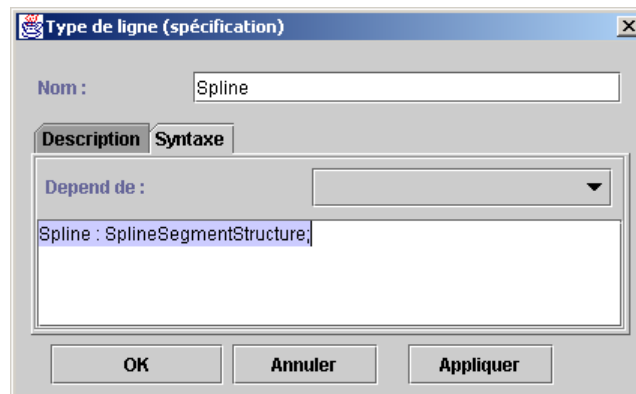 Type de ligne (spécification)
Nom : Spline
Description Syntaxe
Depend de :
Spline : SplineSegmentStructure;
OK Annuler Appliquer